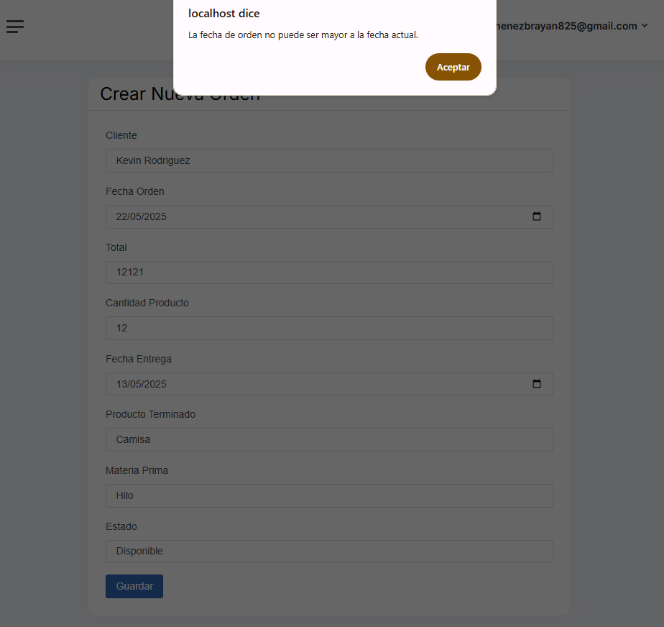 localhost dice
La fecha de orden no puede ser mayor a la fecha actual.
Aceptar
menezbrayan825@gmail.com
Crear Nueva Orden
Cliente
Kevin Rodriguez
Fecha Orden
22/05/2025
Total
12121
Cantidad Producto
12
Fecha Entrega
13/05/2025
Producto Terminado
Camisa
Materia Prima
Hilo
Estado
Disponible
Guardar